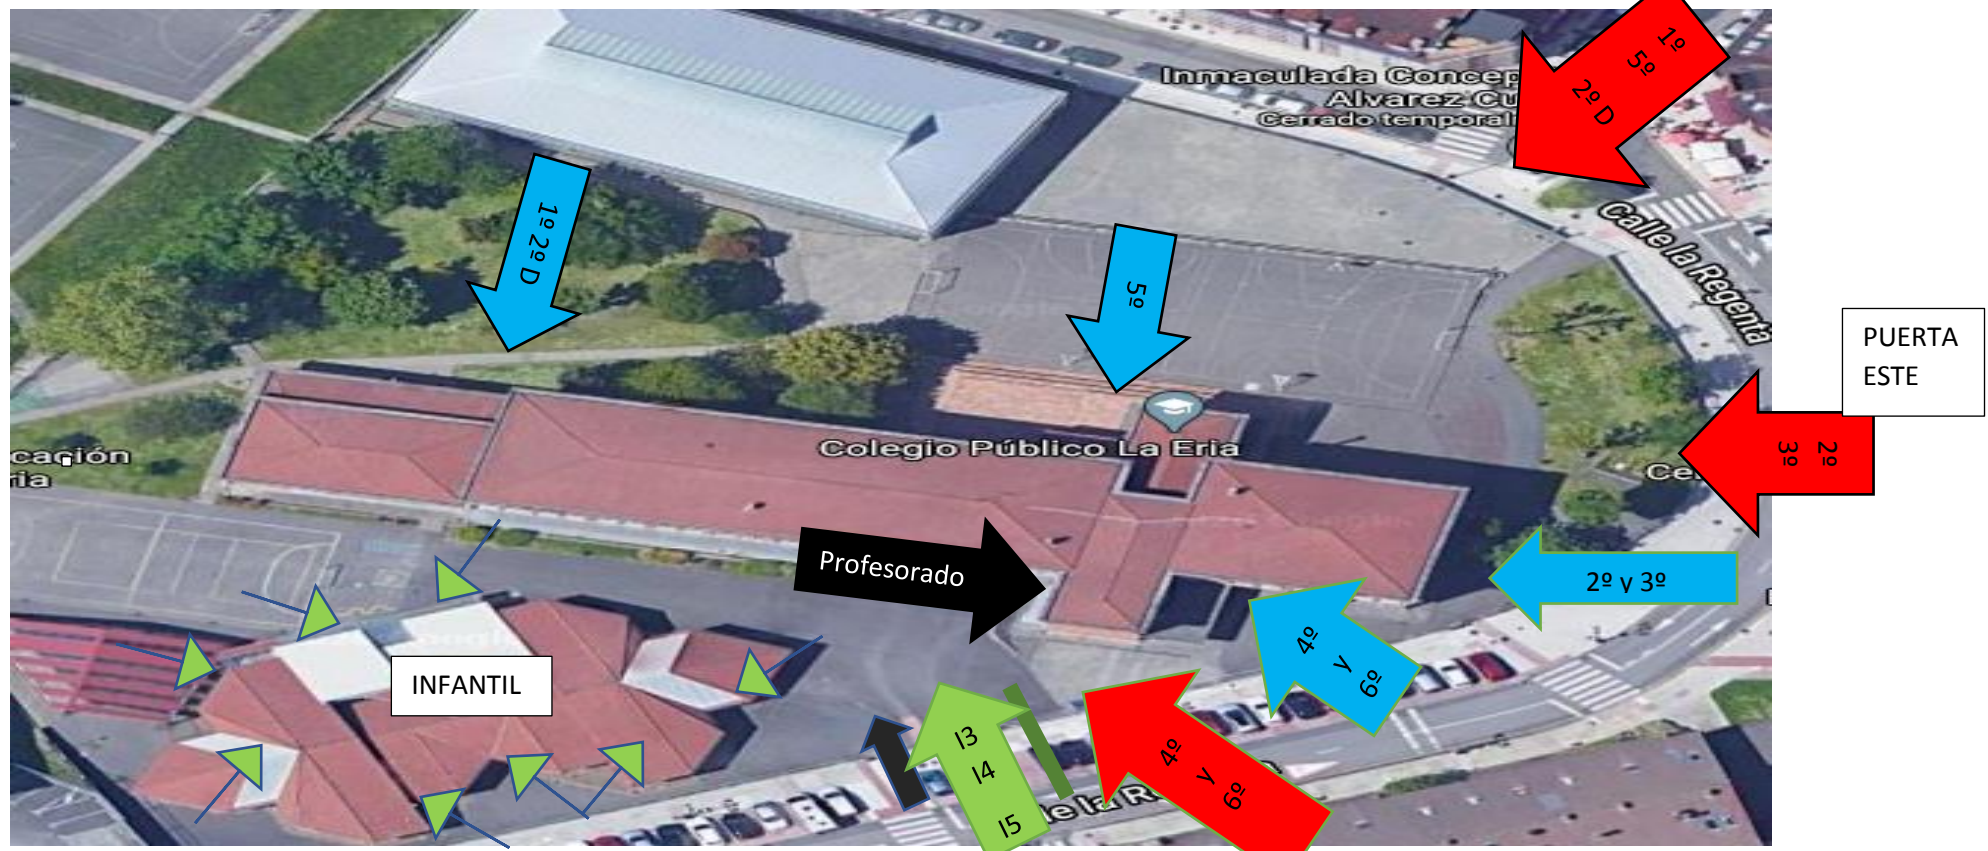 1º
5º
2º D
Inmaculada Concep
Alvarez Cu
Cerrado temporal
1º 2º D
Calle la Regenta
5º
PUERTA
ESTE
Colegio Público La Eria
cación
ria
2º
3º
Ce
Profesorado
2º y 3º
4º
y
6º
INFANTIL
I3
I4
I5
4º
y
6º
le la R